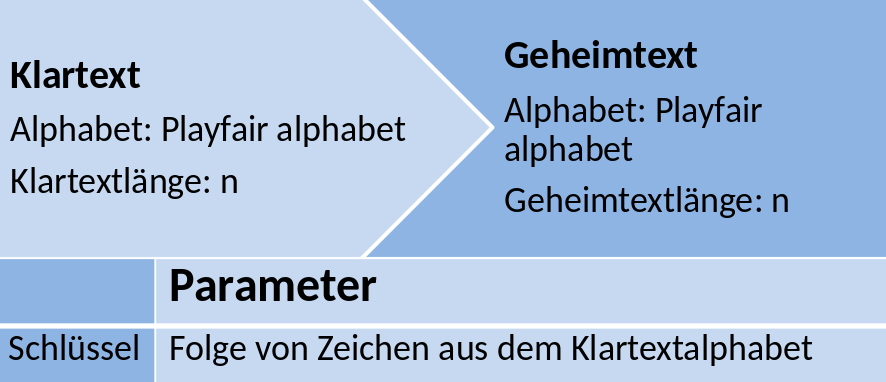 Klartext
Alphabet: Playfair alphabet
Klartextlänge: n
Geheimtext
Alphabet: Playfair
alphabet
Geheimtextlänge: n
Parameter
Schlüssel Folge von Zeichen aus dem Klartextalphabet